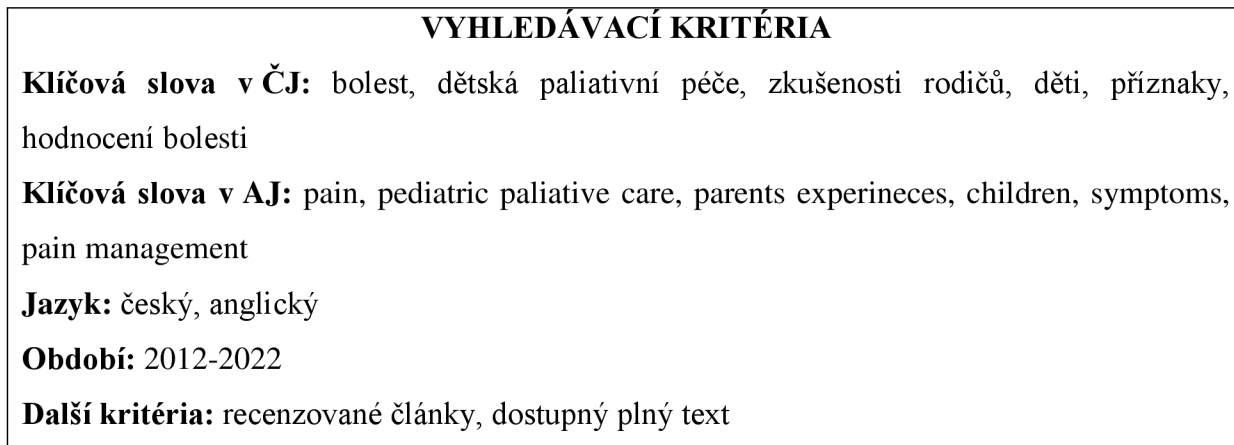 VYHLEDÁVACÍ KRITÉRIA
Klíčová slova v ČJ: bolest, dětská paliativní péče, zkušenosti rodičů, děti, příznaky,
hodnocení bolesti
Klíčová slova v AJ: pain, pediatric paliative care, parents experineces, children, symptoms,
pain management
Jazyk: český, anglický
Období: 2012-2022
Další kritéria: recenzované články, dostupný plný text